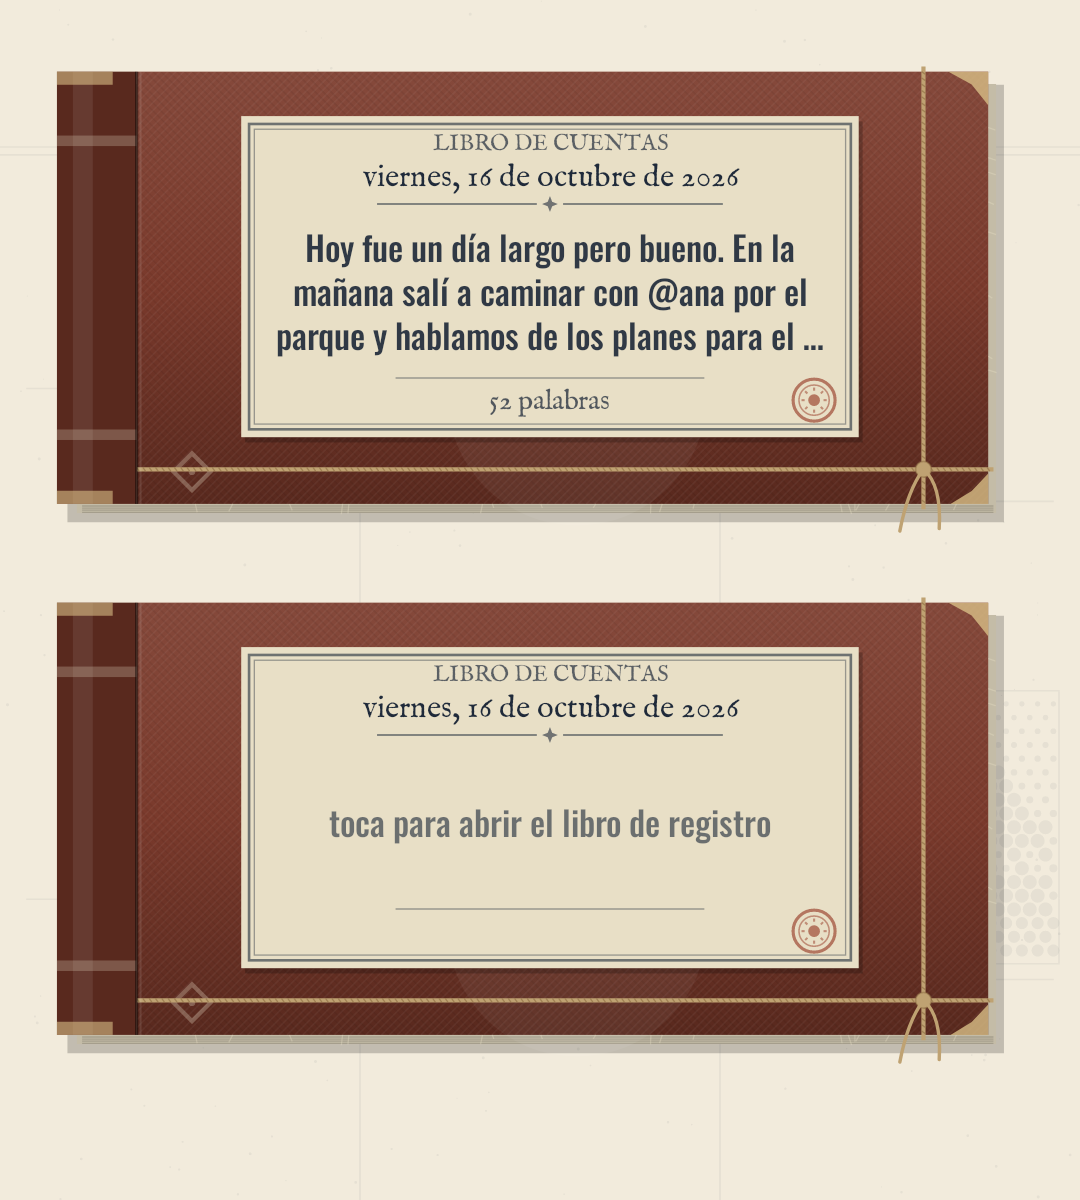 LIBRO DE CUENTAS
viernes, 16 de octubre de 2026
Hoy fue un día largo pero bueno. En la
mañana salí a caminar con @ana por el
parque y hablamos de los planes para el ...
52 palabras
LIBRO DE CUENTAS
viernes, 16 de octubre de 2026
toca para abrir el libro de registro